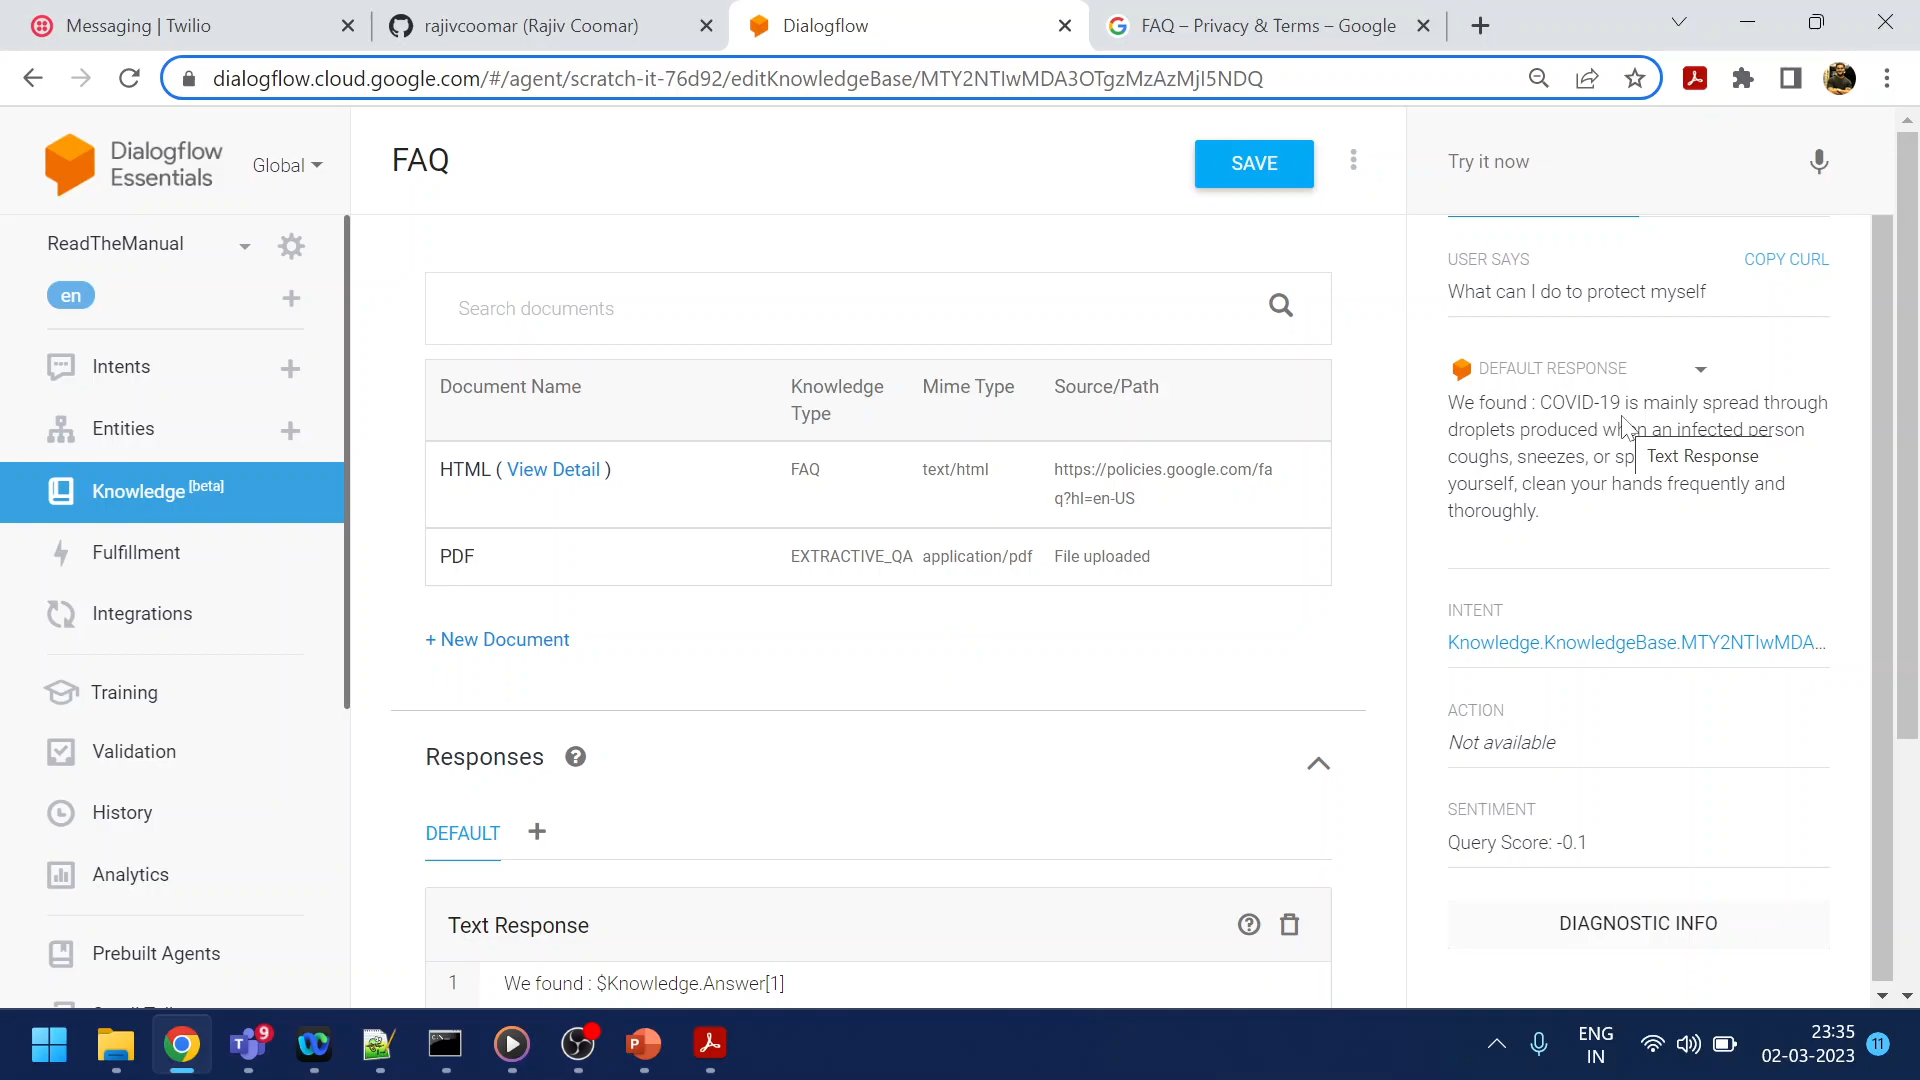 Messaging | Twilio
rajivcoomar (Rajiv Coomar)
Dialogflow
FAQ – Privacy & Terms – Google
dialogflow.cloud.google.com/#/agent/scratch-it-76d92/editKnowledgeBase/MTY2NTIwMDA3OTgzMzAzMjI5NDQ
Dialogflow
Essentials
Global
FAQ
SAVE
Try it now
ReadTheManual
en
Intents
Entities
Knowledge [beta]
Fulfillment
Integrations
Training
Validation
History
Analytics
Prebuilt Agents
Search documents
Document Name
Knowledge
Type
Mime Type
Source/Path
HTML ( View Detail )
FAQ
text/html
https://policies.google.com/fa
q?hl=en-US
PDF
EXTRACTIVE_QA
application/pdf
File uploaded
+ New Document
Responses
DEFAULT
Text Response
1 We found : $Knowledge.Answer[1]
USER SAYS
COPY CURL
What can I do to protect myself
DEFAULT RESPONSE
We found : COVID-19 is mainly spread through
droplets produced when an infected person
coughs, sneezes, or sp
Text Response
yourself, clean your hands frequently and
thoroughly.
INTENT
Knowledge.KnowledgeBase.MTY2NTIwMDA...
ACTION
Not available
SENTIMENT
Query Score: -0.1
DIAGNOSTIC INFO
9
ENG
IN
23:35
02-03-2023
11